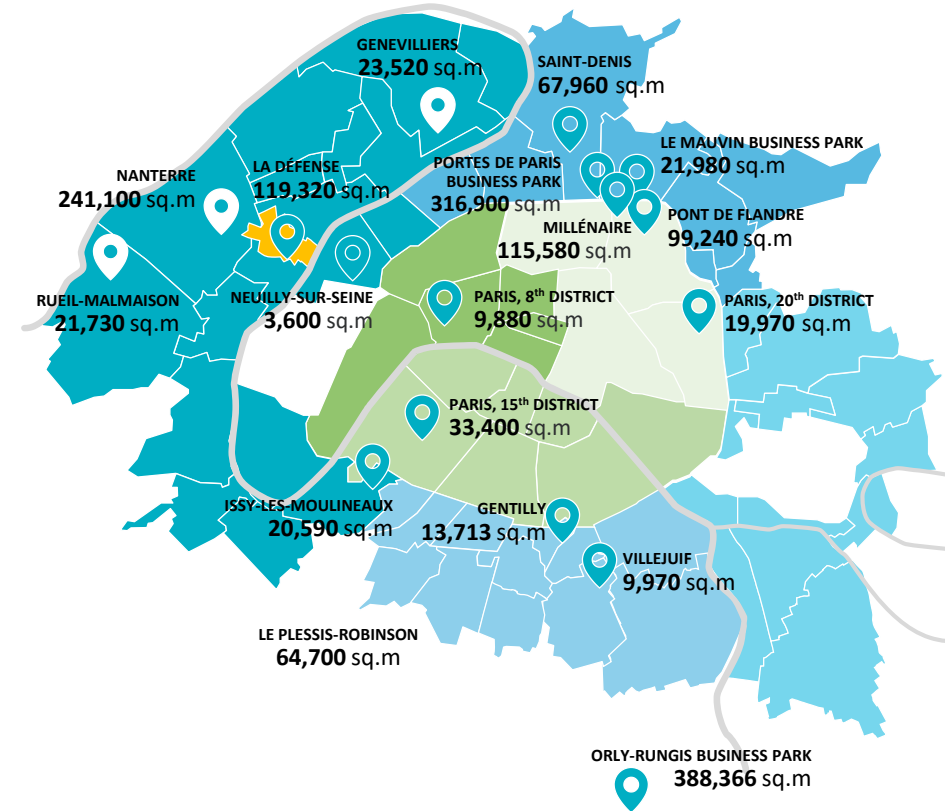 GENEVILLIERS
23,520 sq.m
SAINT-DENIS
67,960 sq.m
LE MAUVIN BUSINESS PARK
21,980 sq.m
NANTERRE
241,100 sq.m
LA DÉFENSE
119,320 sq.m
PORTES DE PARIS
BUSINESS PARK
316,900 sq.m
PONT DE FLANDRE
99,240 sq.m
MILLÉNAIRE
115,580 sq.m
RUEIL-MALMAISON
21,730 sq.m
NEUILLY-SUR-SEINE
3,600 sq.m
PARIS, 8th DISTRICT
9,880 sq.m
PARIS, 20th DISTRICT
19,970 sq.m
PARIS, 15th DISTRICT
33,400 sq.m
ISSY-LES-MOULINEAUX
20,590 sq.m
GENTILLY
13,713 sq.m
VILLEJUIF
9,970 sq.m
LE PLESSIS-ROBINSON
64,700 sq.m
ORLY-RUNGIS BUSINESS PARK
388,366 sq.m